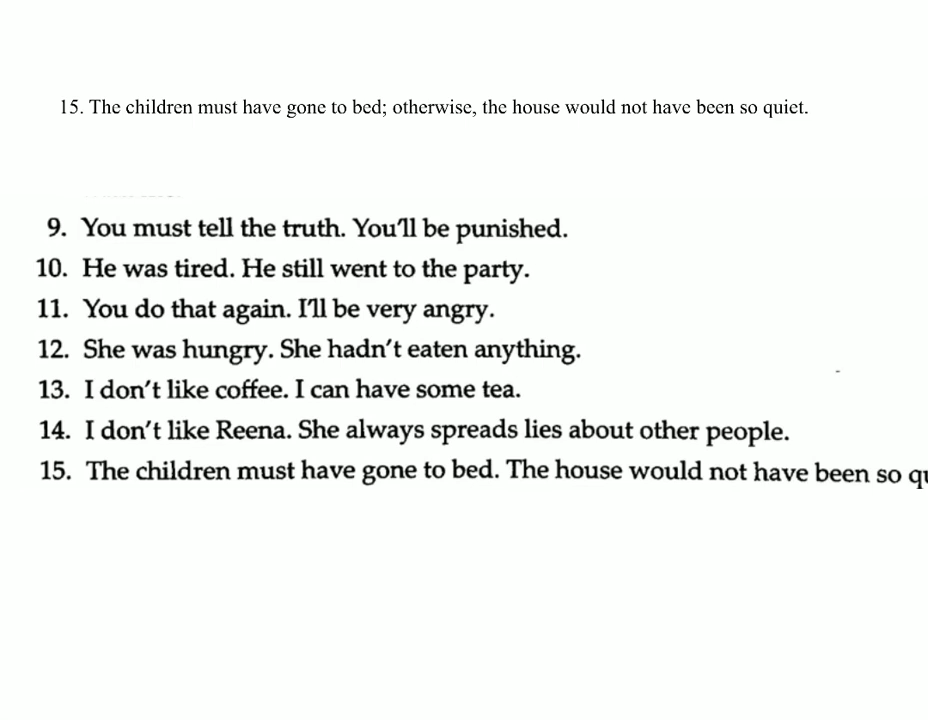 15. The children must have gone to bed; otherwise, the house would not have been so quiet.
9. You must tell the truth. You'll be punished.
10. He was tired. He still went to the party.
11. You do that again. I'll be very angry.
12. She was hungry. She hadn't eaten anything.
13. I don't like coffee. I can have some tea.
14. I don't like Reena. She always spreads lies about other people.
15. The children must have gone to bed. The house would not have been so